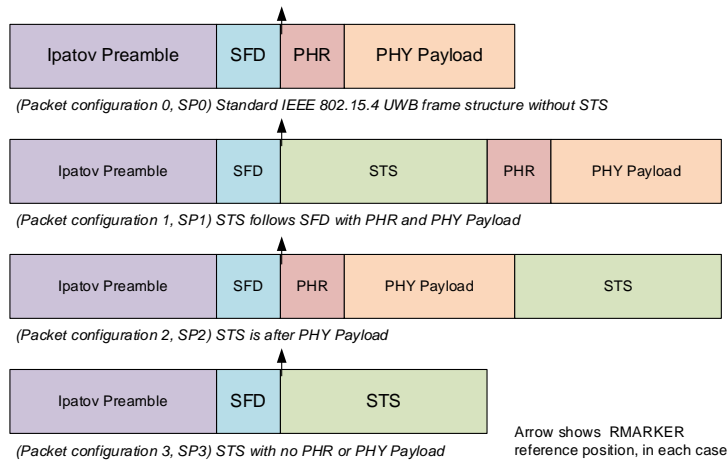 Ipatov Preamble SFD PHR PHY Payload
(Packet configuration 0, SP0) Standard IEEE 802.15.4 UWB frame structure without STS
Ipatov Preamble SFD STS PHR PHY Payload
(Packet configuration 1, SP1) STS follows SFD with PHR and PHY Payload
Ipatov Preamble SFD PHR PHY Payload STS
(Packet configuration 2, SP2) STS is after PHY Payload
Ipatov Preamble SFD STS
(Packet configuration 3, SP3) STS with no PHR or PHY Payload
Arrow shows RMARKER
reference position, in each case